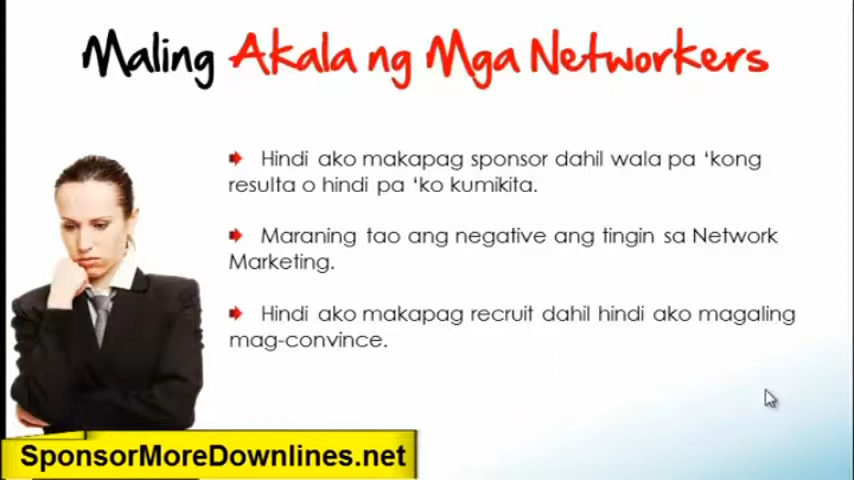 Maling Akala ng Mga Networkers
Hindi ako makapag sponsor dahil wala pa ‘kong
resulta o hindi pa ‘ko kumikita.
Maraning tao ang negative ang tingin sa Network
Marketing.
Hindi ako makapag recruit dahil hindi ako magaling
mag-convince.
SponsorMoreDownlines.net